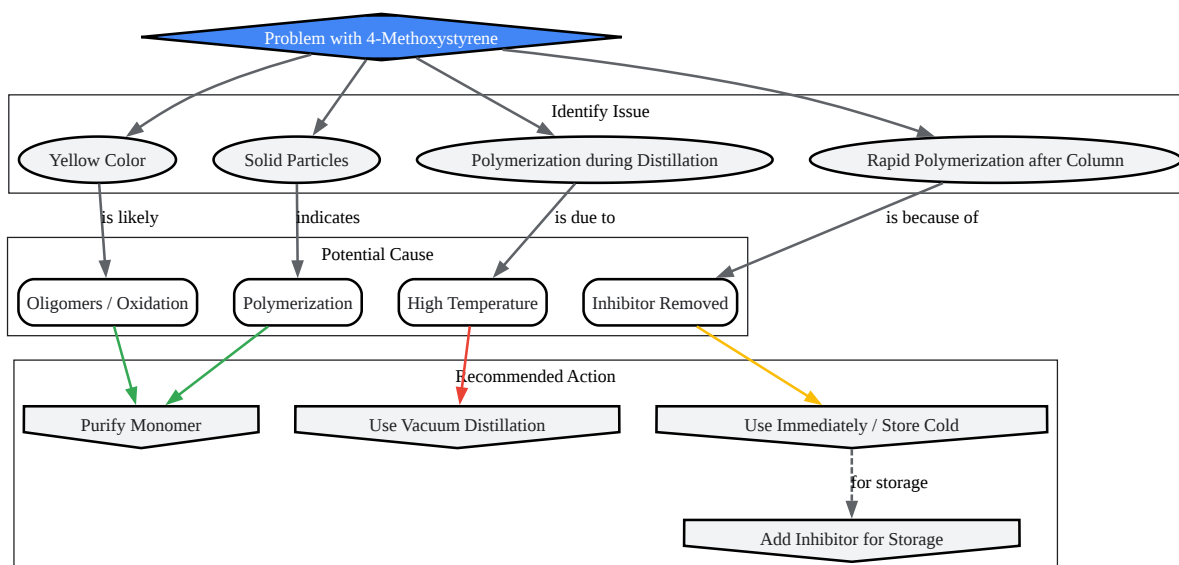 Problem with 4-Methoxystyrene
Identify Issue
Yellow Color
Solid Particles
Polymerization during Distillation
Rapid Polymerization after Column
is likely
indicates
is due to
is because of
Potential Cause
Oligomers / Oxidation
Polymerization
High Temperature
Inhibitor Removed
Recommended Action
Purify Monomer
Use Vacuum Distillation
Use Immediately / Store Cold
for storage
Add Inhibitor for Storage